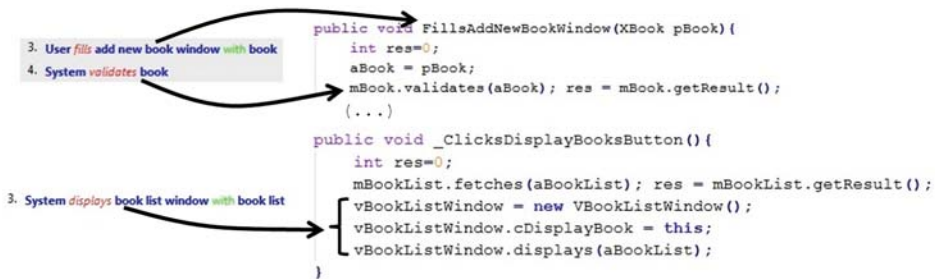 public void FillsAddNewBookWindow(XBook pBook){
3. User fills add new book window with book
int res=0;
4. System validates book
aBook = pBook;
mBook.validates(aBook); res = mBook.getResult();
(...)
public void _ClicksDisplayBooksButton(){
int res=0;
mBookList.fetches(aBookList); res = mBookList.getResult();
3. System displays book list window with book list
vBookListWindow = new VBookListWindow();
vBookListWindow.cDisplayBook = this;
vBookListWindow.displays(aBookList);
}